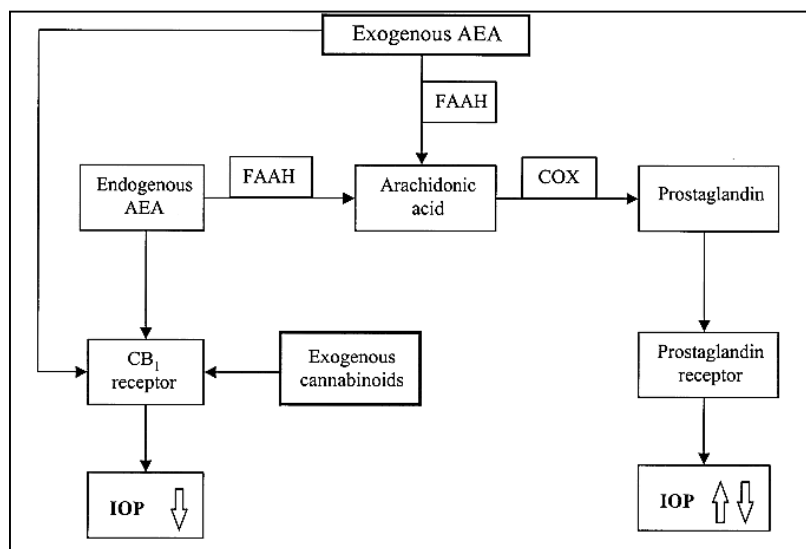 Exogenous AEA
FAAH
Endogenous
AEA
FAAH
Arachidonic
acid
COX
Prostaglandin
CB₁
receptor
Exogenous
cannabinoids
Prostaglandin
receptor
IOP
IOP